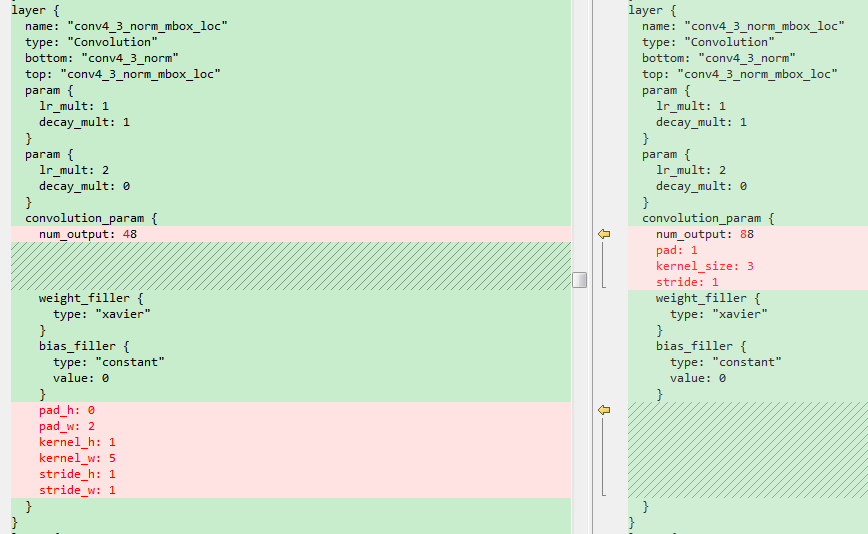 layer {
  name: "conv4_3_norm_mbox_loc"
  type: "Convolution"
  bottom: "conv4_3_norm"
  top: "conv4_3_norm_mbox_loc"
  param {
    lr_mult: 1
    decay_mult: 1
  }
  param {
    lr_mult: 2
    decay_mult: 0
  }
  convolution_param {
    num_output: 48
    weight_filler {
      type: "xavier"
    }
    bias_filler {
      type: "constant"
      value: 0
    }
    pad_h: 0
    pad_w: 2
    kernel_h: 1
    kernel_w: 5
    stride_h: 1
    stride_w: 1
  }
}
layer {
  name: "conv4_3_norm_mbox_loc"
  type: "Convolution"
  bottom: "conv4_3_norm"
  top: "conv4_3_norm_mbox_loc"
  param {
    lr_mult: 1
    decay_mult: 1
  }
  param {
    lr_mult: 2
    decay_mult: 0
  }
  convolution_param {
    num_output: 88
    pad: 1
    kernel_size: 3
    stride: 1
    weight_filler {
      type: "xavier"
    }
    bias_filler {
      type: "constant"
      value: 0
    }
  }
}